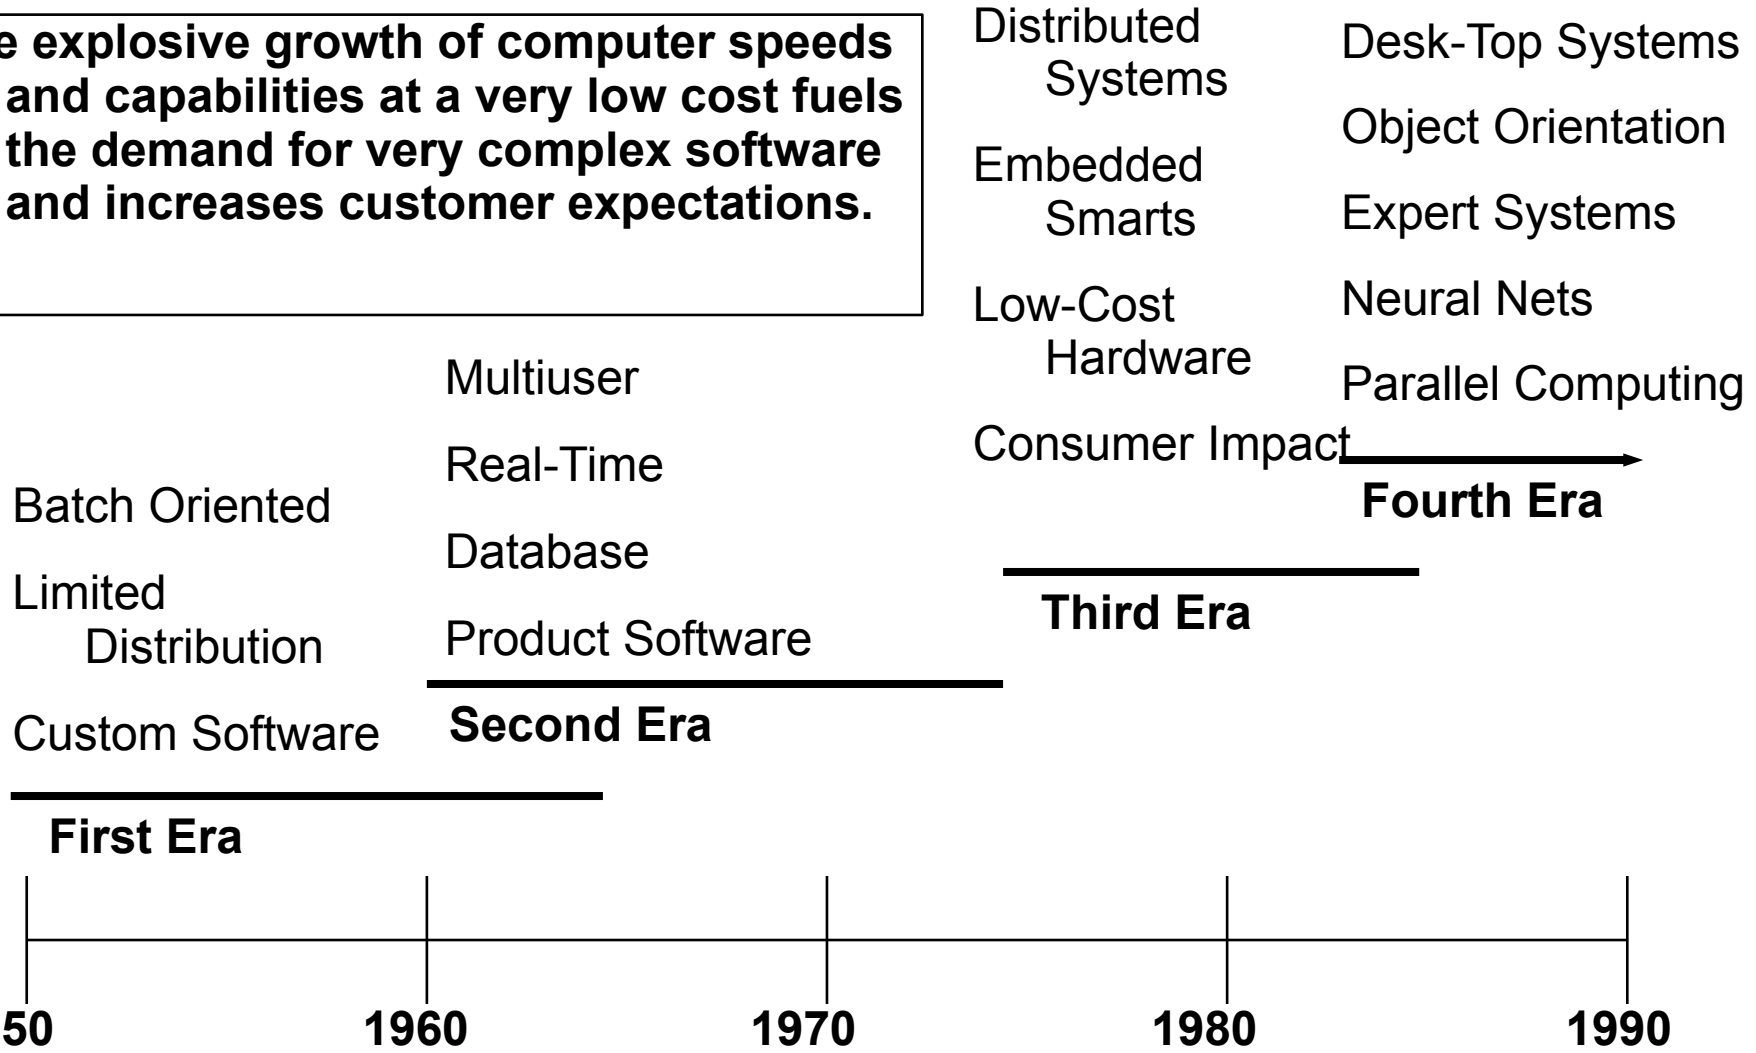 e explosive growth of computer speeds
and capabilities at a very low cost fuels
the demand for very complex software
and increases customer expectations.
Distributed
Systems
Embedded
Smarts
Low-Cost
Hardware
Consumer Impact
Desk-Top Systems
Object Orientation
Expert Systems
Neural Nets
Parallel Computing
Fourth Era
Third Era
Multiuser
Real-Time
Database
Product Software
Second Era
Batch Oriented
Limited
Distribution
Custom Software
First Era
50
1960
1970
1980
1990